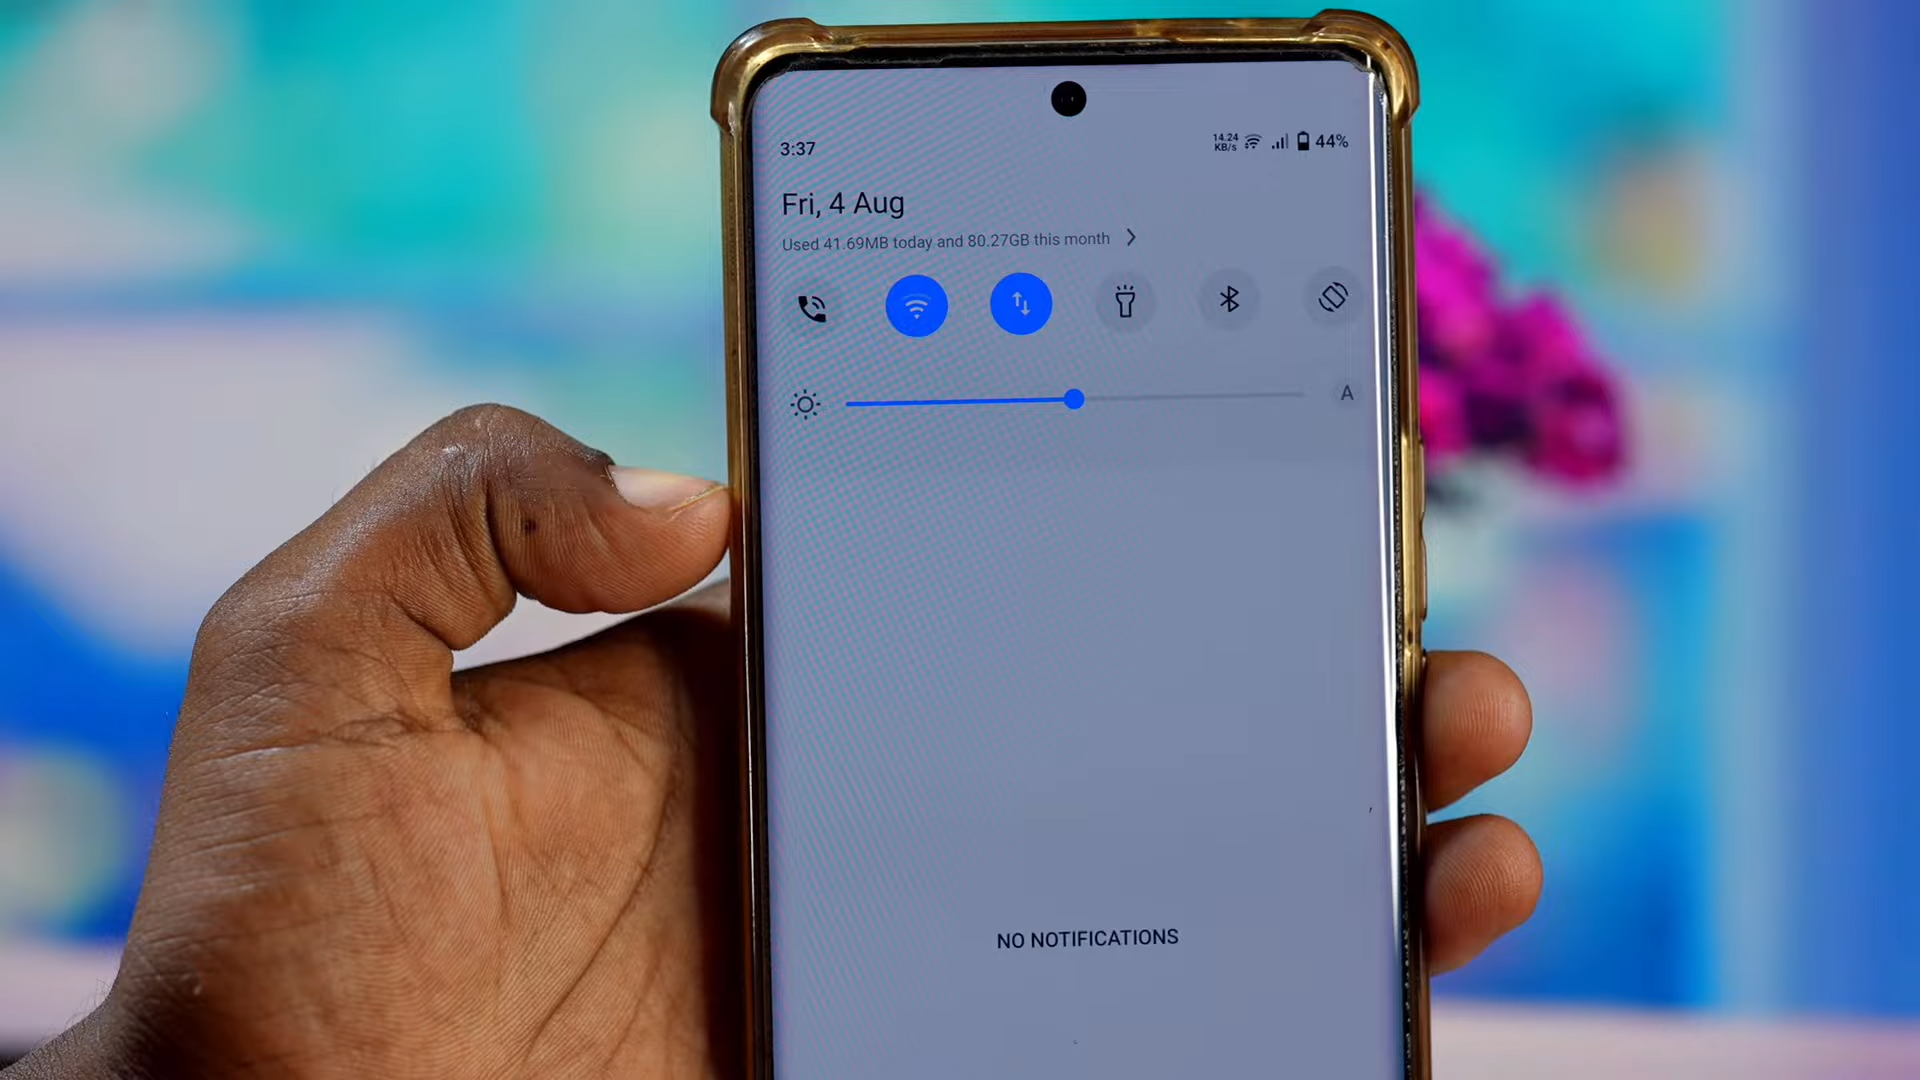 3:37
14.24
KB/s
44%
Fri, 4 Aug
Used 41.69MB today and 80.27GB this month
A
NO NOTIFICATIONS